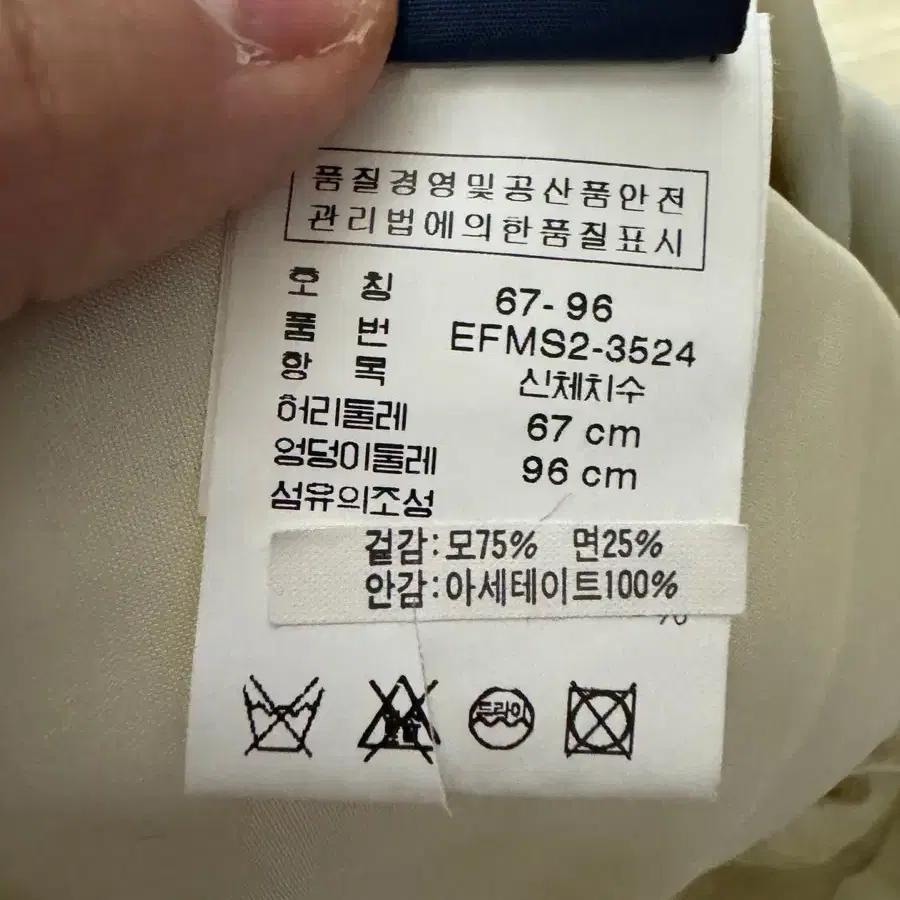 품질경영및공산품안전
관리법에의한품질표시
호 칭 67-96
품 번 EFMS2-3524
항 목 신체치수
허리둘레 67 cm
엉덩이둘레 96 cm
섬유의조성
겉감:모75% 면25%
안감:아세테이트100%
%
드라이